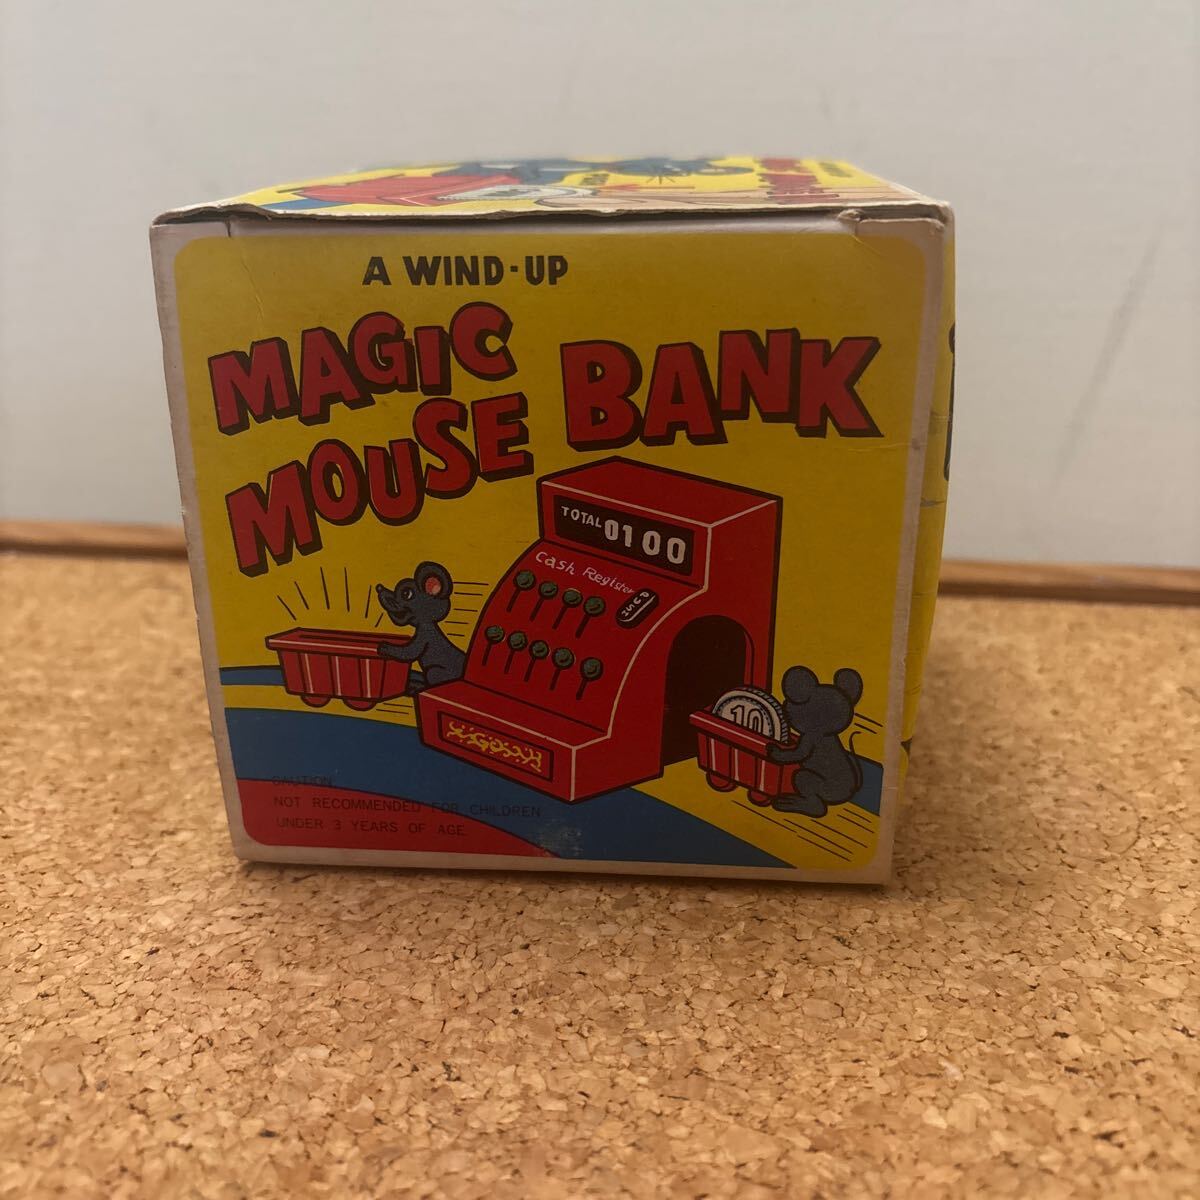 A WIND-UP
MAGIC
MOUSE BANK
TOTAL 0100
Cash Register
PUSH
10
CAUTION
NOT RECOMMENDED FOR CHILDREN
UNDER 3 YEARS OF AGE